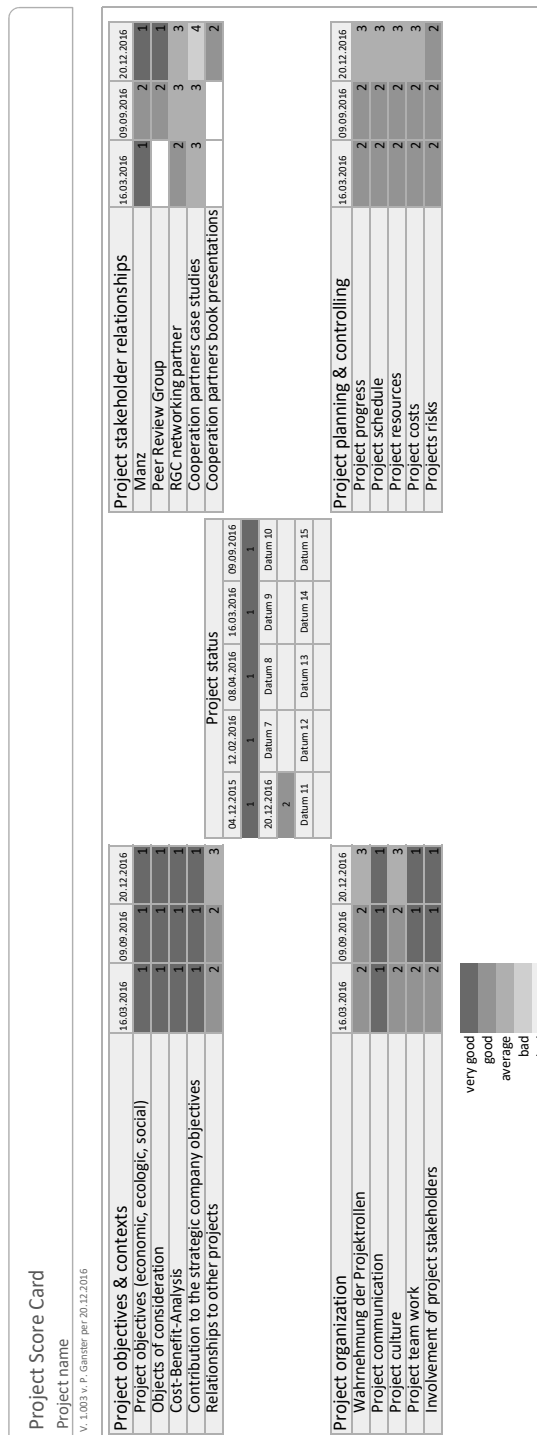 Project Score Card
Project name
V. 1.003 v. P. Ganster per 20.12.2016
Project objectives & contexts 16.03.2016 09.09.2016 20.12.2016
Project objectives (economic, ecologic, social) 1 1 1
Objects of consideration 1 1 1
Cost-Benefit-Analysis 1 1 1
Contribution to the strategic company objectives 1 1 1
Relationships to other projects 2 2 3
Project stakeholder relationships 16.03.2016 09.09.2016 20.12.2016
Manz 1 2 1
Peer Review Group 2 1
RGC networking partner 2 3 3
Cooperation partners case studies 3 3 4
Cooperation partners book presentations 2
Project status
04.12.2015 12.02.2016 08.04.2016 16.03.2016 09.09.2016
1 1 1 1 1
20.12.2016 Datum 7 Datum 8 Datum 9 Datum 10
2
Datum 11 Datum 12 Datum 13 Datum 14 Datum 15
Project organization 16.03.2016 09.09.2016 20.12.2016
Wahrnehmung der Projektrollen 2 2 3
Project communication 1 1 1
Project culture 2 2 3
Project team work 2 1 1
Involvement of project stakeholders 2 1 1
Project planning & controlling 16.03.2016 09.09.2016 20.12.2016
Project progress 2 2 3
Project schedule 2 2 3
Project resources 2 2 3
Project costs 2 2 3
Projects risks 2 2 2
very good
good
average
bad